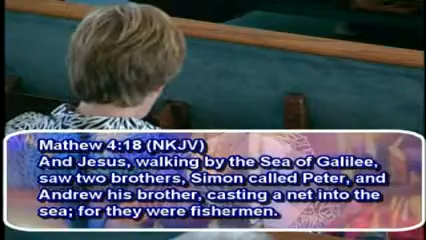 Mathew 4:18 (NKJV)
And Jesus, walking by the Sea of Galilee,
saw two brothers, Simon called Peter, and
Andrew his brother, casting a net into the
sea; for they were fishermen.